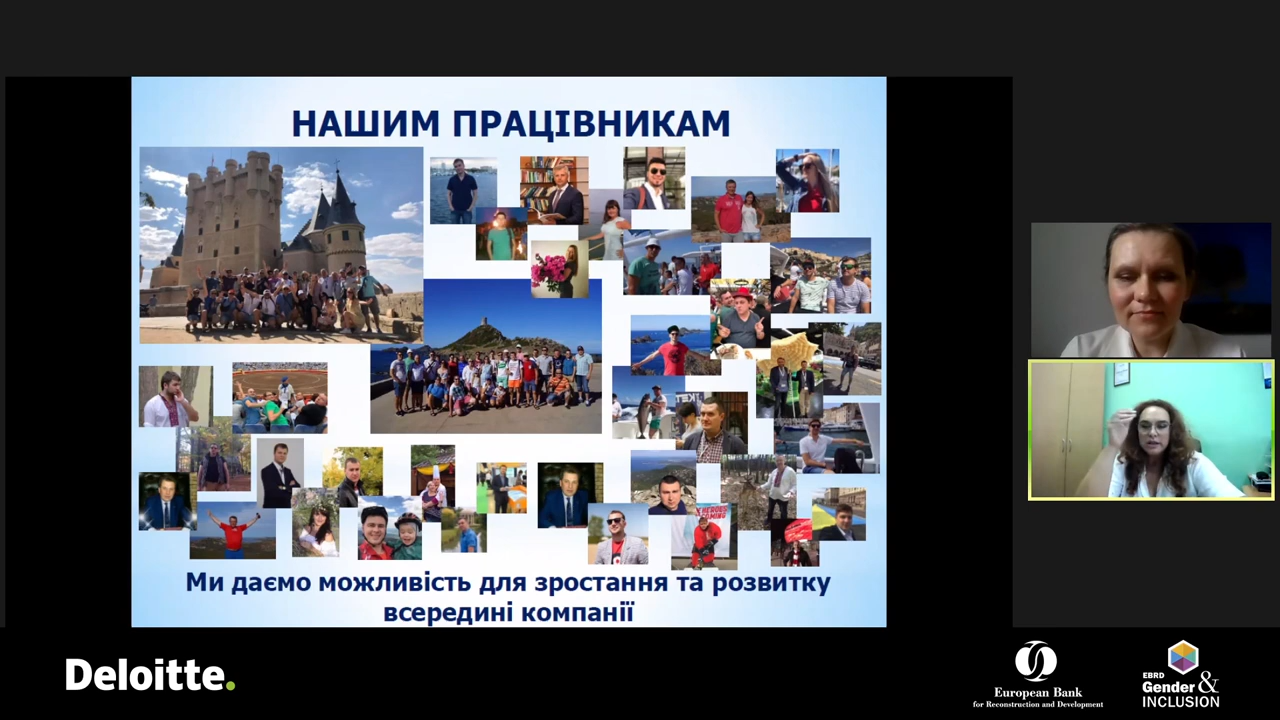 НАШИМ ПРАЦІВНИКАМ
Ми даємо можливість для зростання та розвитку
всередині компанії
Deloitte.
European Bank
for Reconstruction and Development
EBRD
Gender &
INCLUSION